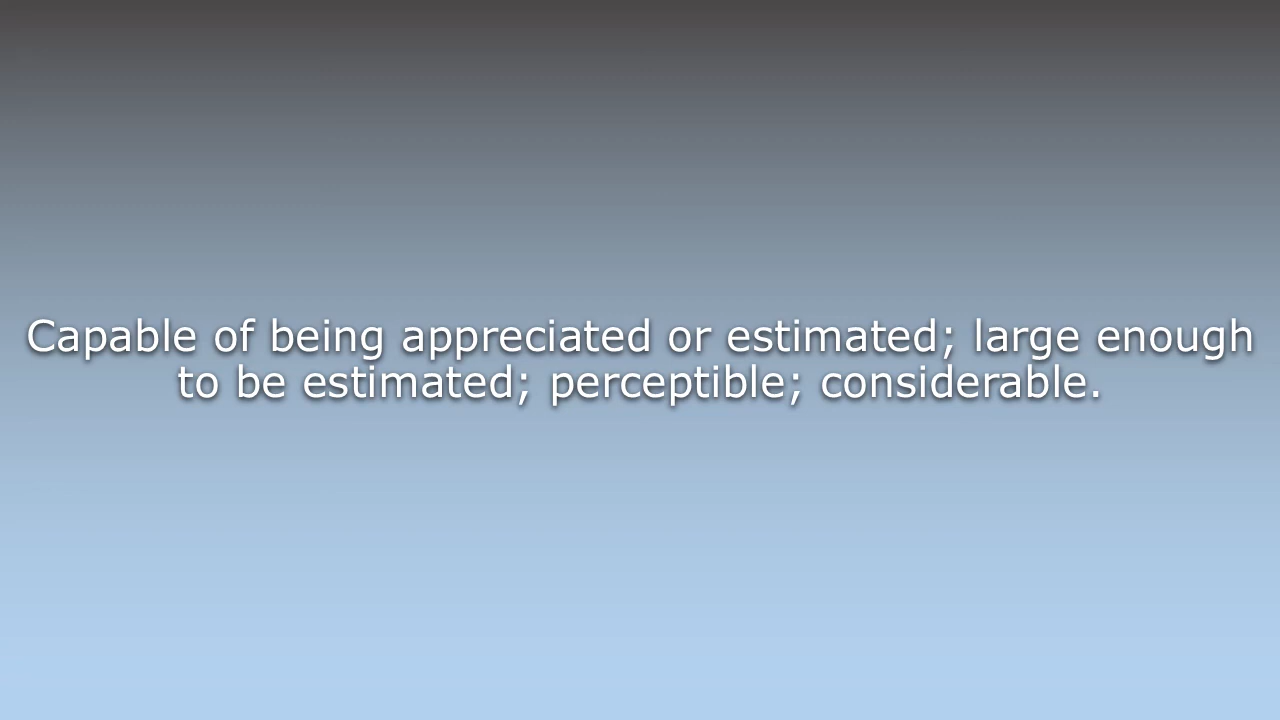 Capable of being appreciated or estimated; large enough
to be estimated; perceptible; considerable.